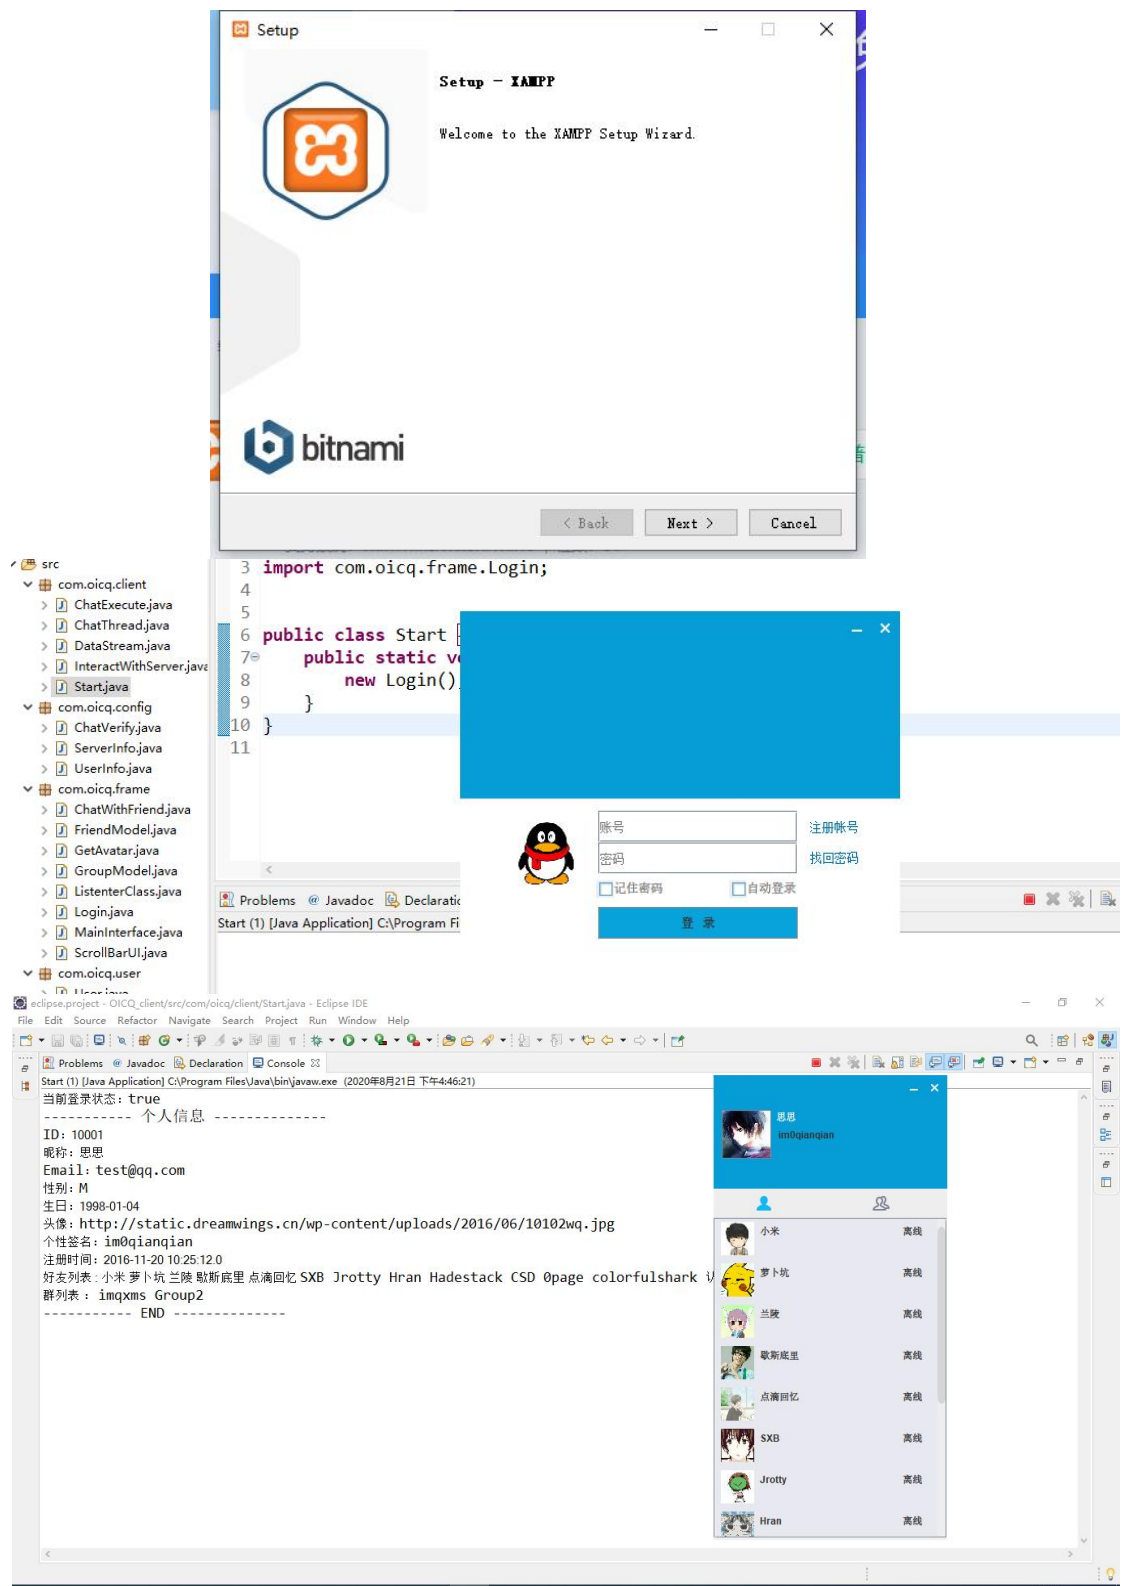 Setup
Setup - XAMPP
Welcome to the XAMPP Setup Wizard.
bitnami
< Back
Next >
Cancel
src
com.oicq.client
ChatExecute.java
ChatThread.java
DataStream.java
InteractWithServer.java
Start.java
com.oicq.config
ChatVerify.java
ServerInfo.java
UserInfo.java
com.oicq.frame
ChatWithFriend.java
FriendModel.java
GetAvatar.java
GroupModel.java
ListenterClass.java
Login.java
MainInterface.java
ScrollBarUI.java
com.oicq.user
3 import com.oicq.frame.Login;
4
5
6 public class Start
7 public static v
8 new Login()
9 }
10 }
11
账号
注册帐号
密码
找回密码
记住密码
自动登录
登 录
Problems @ Javadoc Declaratio
Start (1) [Java Application] C:\Program Fi
eclipse.project - OICQ_client/src/com/oicq/client/Start.java - Eclipse IDE
File Edit Source Refactor Navigate Search Project Run Window Help
Problems @ Javadoc Declaration Console
Start (1) [Java Application] C:\Program Files\Java\bin\javaw.exe (2020年8月21日 下午4:46:21)
当前登录状态：true
----------- 个人信息 --------------
ID：10001
昵称：思思
Email：test@qq.com
性别：M
生日：1998-01-04
头像：http://static.dreamwings.cn/wp-content/uploads/2016/06/10102wq.jpg
个性签名：im0qianqian
注册时间：2016-11-20 10:25:12.0
好友列表：小米 萝卜坑 兰陵 歇斯底里 点滴回忆 SXB Jrotty Hran Hadestack CSD 0page colorfulshark
群列表：imqxms Group2
----------- END --------------
思思
im0qianqian
小米 离线
萝卜坑 离线
兰陵 离线
歇斯底里 离线
点滴回忆 离线
SXB 离线
Jrotty 离线
Hran 离线